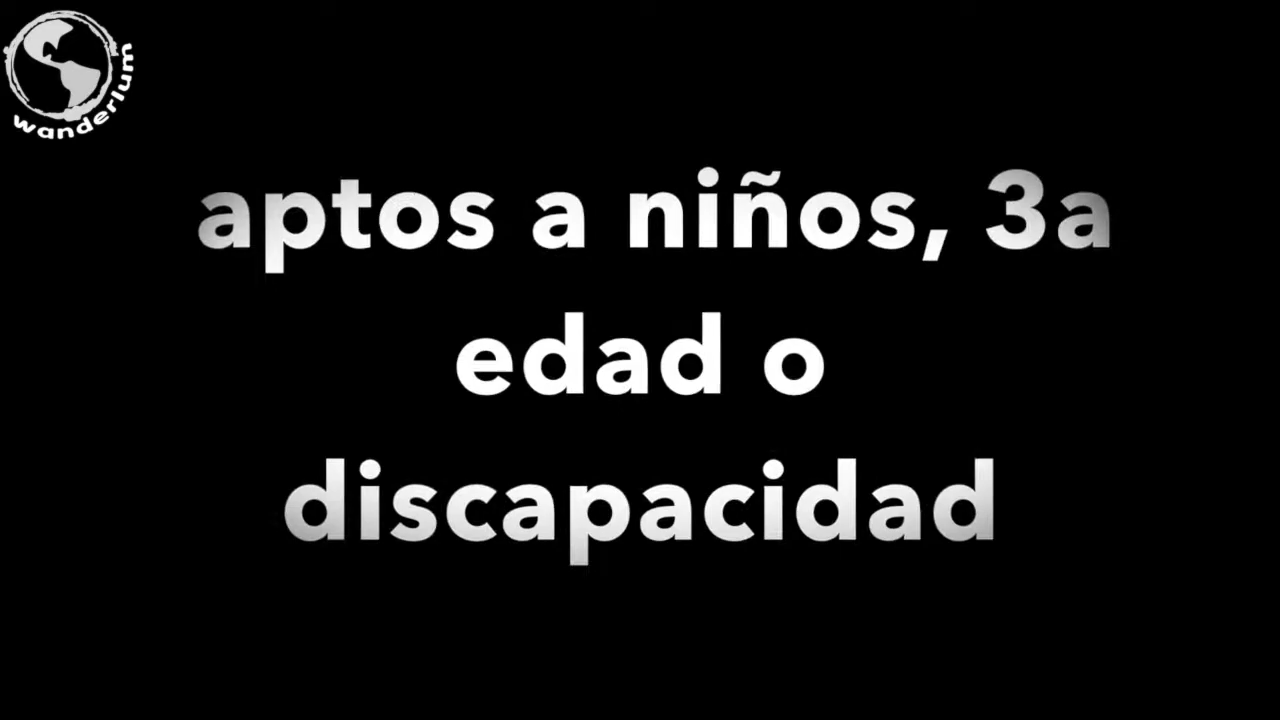 wanderlum
aptos a niños, 3a
edad o
discapacidad